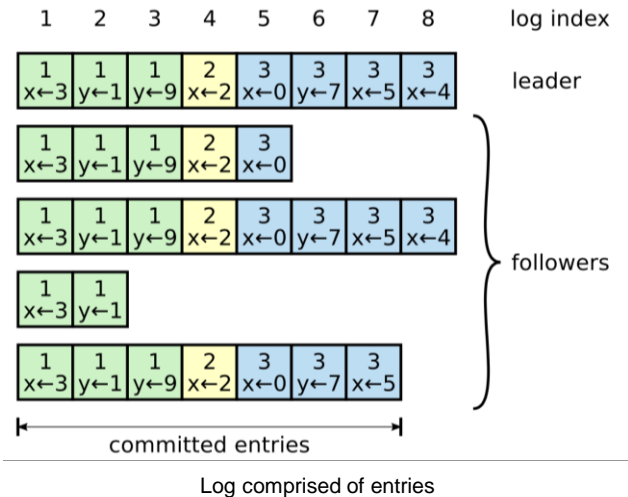 1 2 3 4 5 6 7 8 log index
1 1 1 2 3 3 3 3
x←3 y←1 y←9 x←2 x←0 y←7 x←5 x←4
leader
1 1 1 2 3
x←3 y←1 y←9 x←2 x←0
1 1 1 2 3 3 3 3
x←3 y←1 y←9 x←2 x←0 y←7 x←5 x←4
followers
1 1
x←3 y←1
1 1 1 2 3 3 3
x←3 y←1 y←9 x←2 x←0 y←7 x←5
committed entries
Log comprised of entries